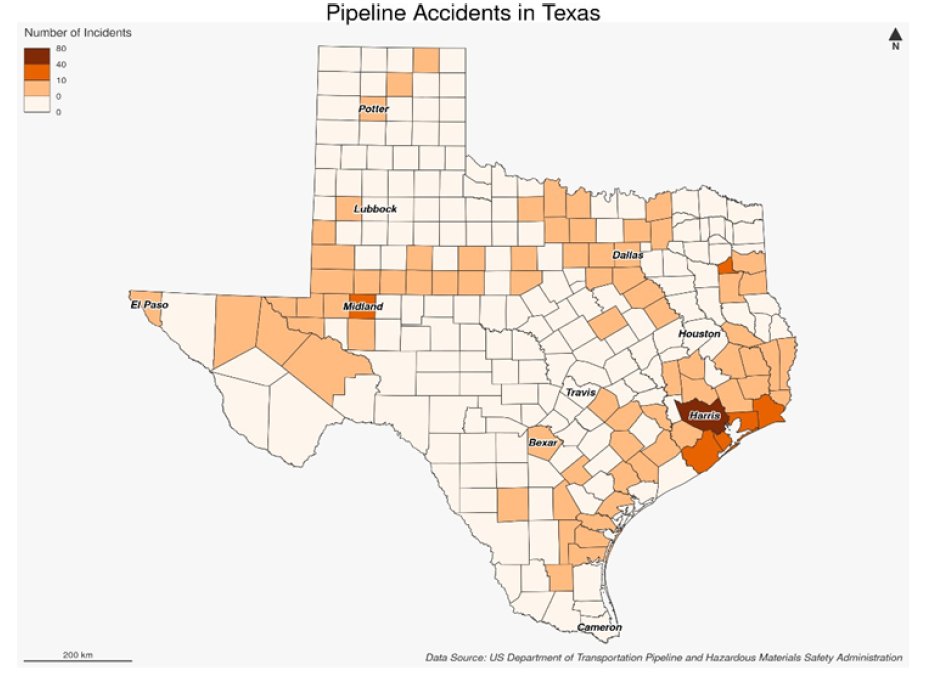 Pipeline Accidents in Texas
Number of Incidents
80
40
10
0
0
N
Potter
Lubbock
Dallas
El Paso
Midland
Houston
Travis
Harris
Bexar
Cameron
200 km
Data Source: US Department of Transportation Pipeline and Hazardous Materials Safety Administration